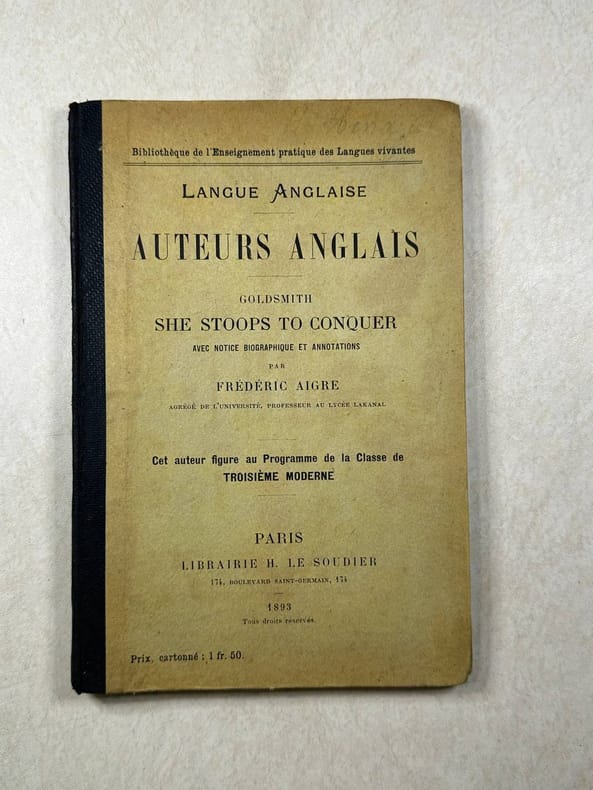 Bibliothèque de l'Enseignement pratique des Langues vivantes
LANGUE ANGLAISE
AUTEURS ANGLAIS
GOLDSMITH
SHE STOOPS TO CONQUER
AVEC NOTICE BIOGRAPHIQUE ET ANNOTATIONS
PAR
FRÉDÉRIC AIGRE
AGRÉGÉ DE L'UNIVERSITÉ, PROFESSEUR AU LYCÉE LAKANAL
Cet auteur figure au Programme de la Classe de
TROISIÈME MODERNE
PARIS
LIBRAIRIE H. LE SOUDIER
174, BOULEVARD SAINT-GERMAIN, 174
1893
Tous droits réservés.
Prix, cartonné : 1 fr. 50.